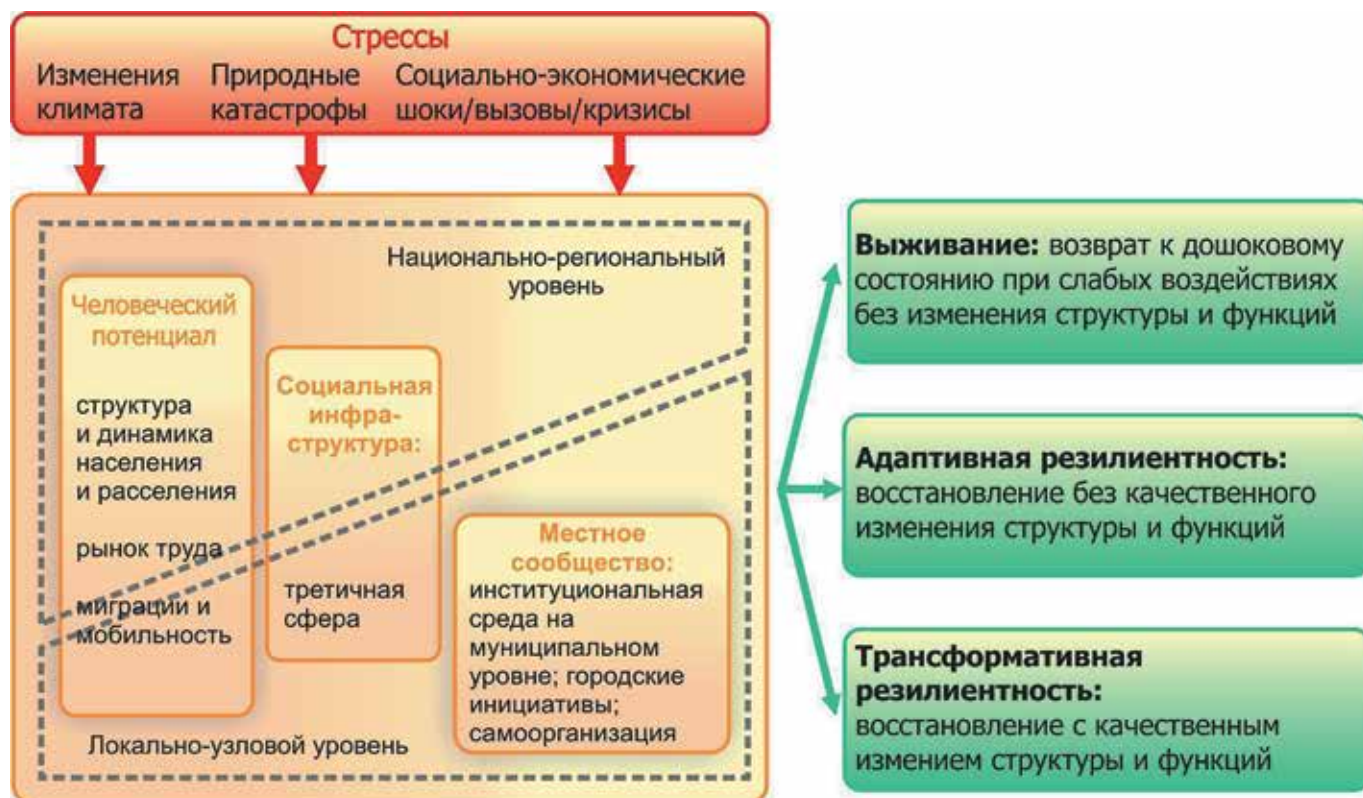 Стрессы
Изменения
климата
Природные
катастрофы
Социально-экономические
шоки/вызовы/кризисы
Национально-региональный
уровень
Человеческий
потенциал
структура
и динамика
населения
и расселения
рынок труда
миграции и
мобильность
Социальная
инфра-
структура:
третичная
сфера
Местное
сообщество:
институциональная
среда на
муниципальном
уровне; городские
инициативы;
самоорганизация
Локально-узловой уровень
Выживание: возврат к дошоковому
состоянию при слабых воздействиях
без изменения структуры и функций
Адаптивная резилиентность:
восстановление без качественного
изменения структуры и функций
Трансформативная
резилиентность:
восстановление с качественным
измением структуры и функций